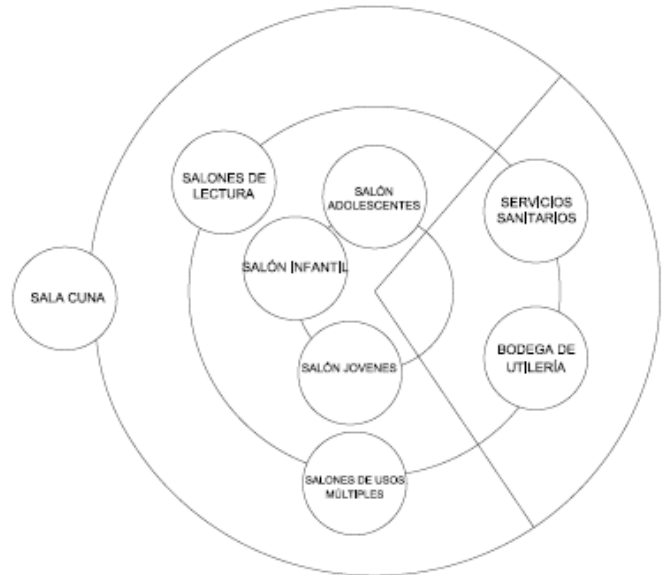 SALONES DE
LECTURA
SALÓN
ADOLESCENTES
SERVICIOS
SANITARIOS
SALÓN INFANTIL
SALA CUNA
SALÓN JOVENES
BODEGA DE
UTILERÍA
SALONES DE USOS
MÚLTIPLES